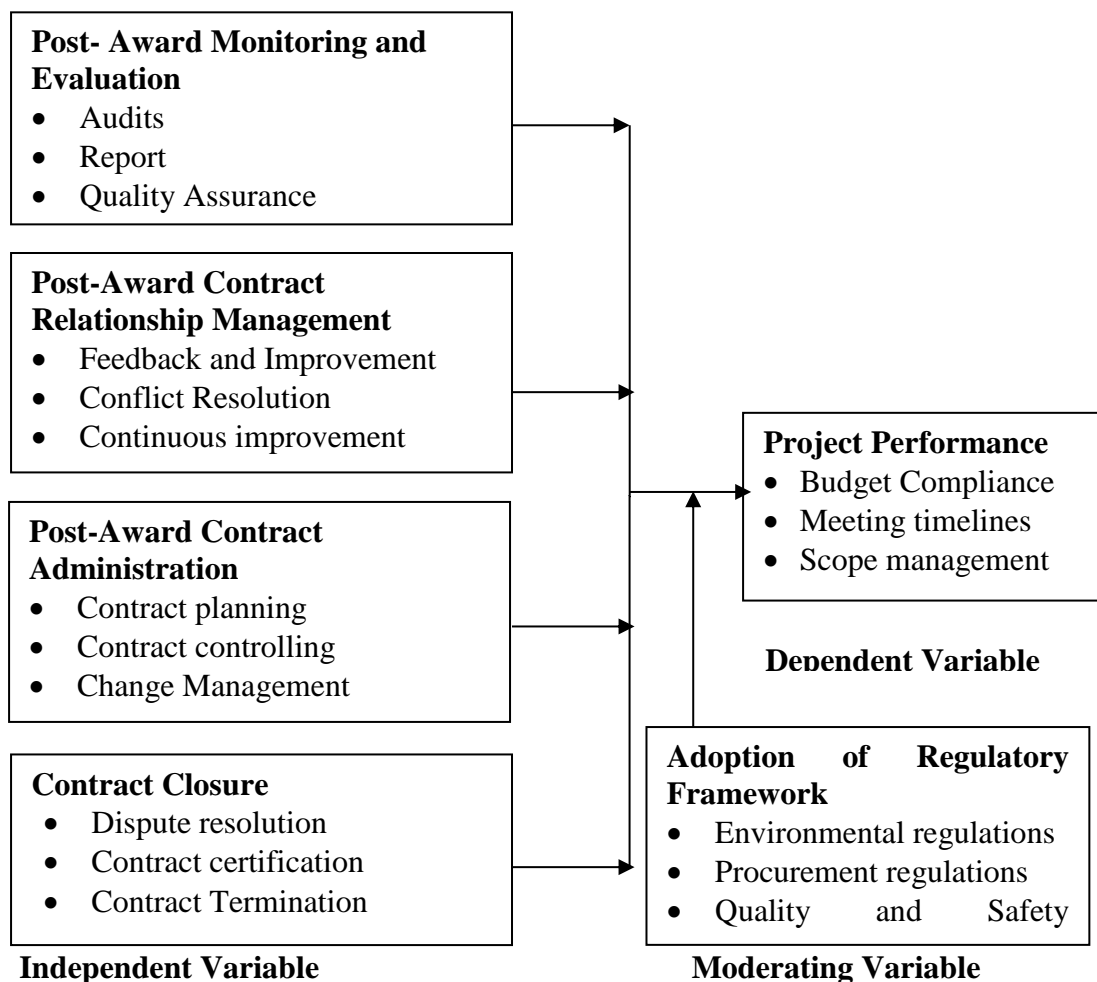 Post- Award Monitoring and
Evaluation
• Audits
• Report
• Quality Assurance
Post-Award Contract
Relationship Management
• Feedback and Improvement
• Conflict Resolution
• Continuous improvement
Post-Award Contract
Administration
• Contract planning
• Contract controlling
• Change Management
Contract Closure
• Dispute resolution
• Contract certification
• Contract Termination
Independent Variable
Project Performance
• Budget Compliance
• Meeting timelines
• Scope management
Dependent Variable
Adoption of Regulatory
Framework
• Environmental regulations
• Procurement regulations
• Quality and Safety
Moderating Variable